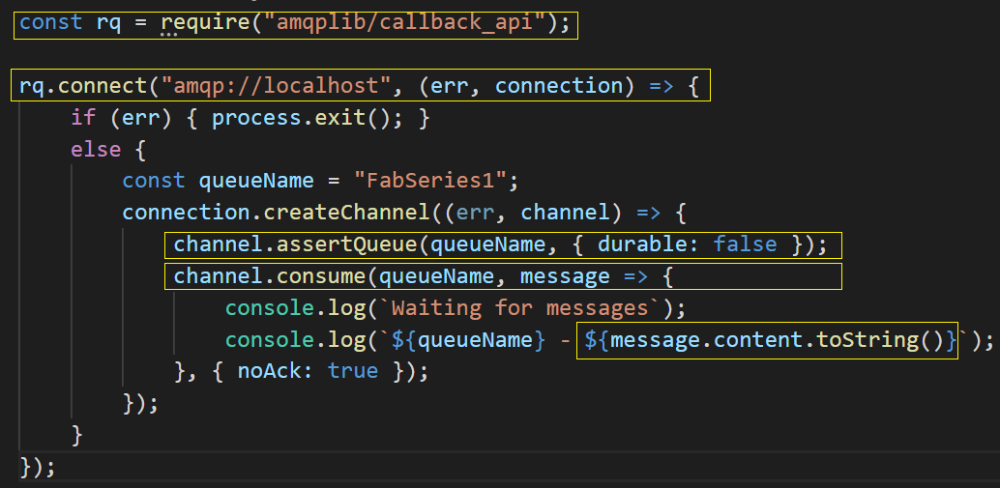 const rq = require("amqplib/callback_api");
rq.connect("amqp://localhost", (err, connection) => {
if (err) { process.exit(); }
else {
const queueName = "FabSeries1";
connection.createChannel((err, channel) => {
channel.assertQueue(queueName, { durable: false });
channel.consume(queueName, message => {
console.log(`Waiting for messages`);
console.log(`${queueName} - ${message.content.toString()}`);
}, { noAck: true });
});
}
});